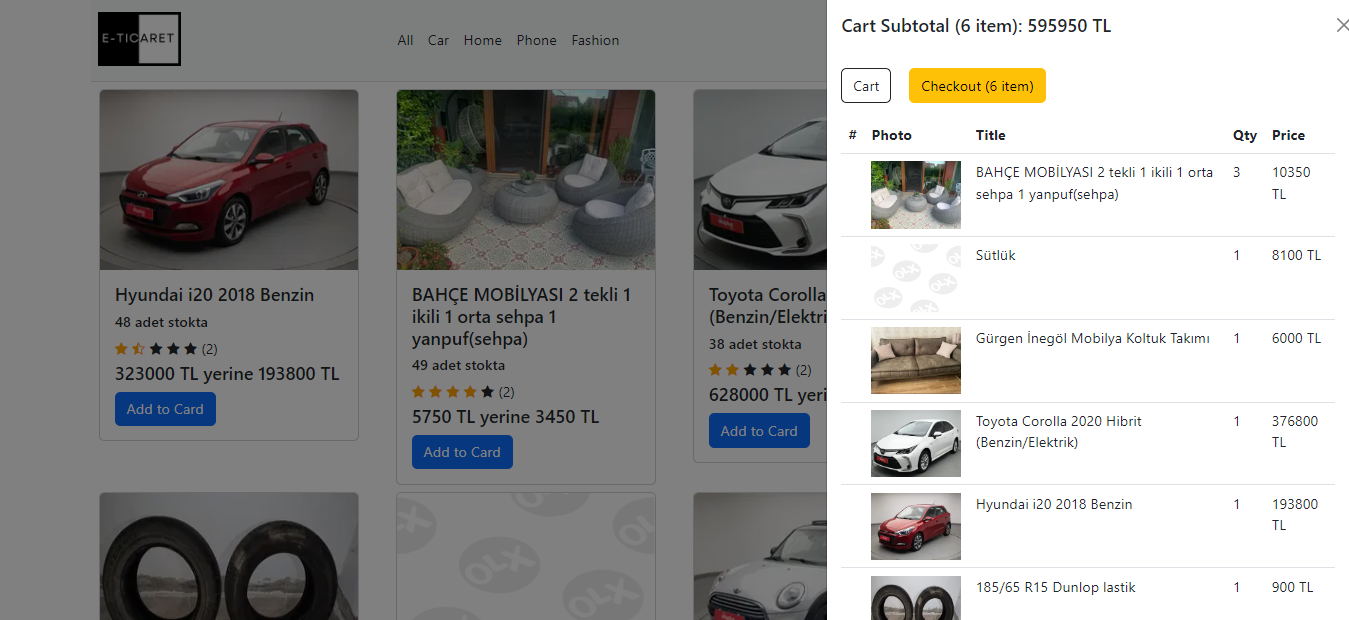 E-TICARET
All Car Home Phone Fashion
Hyundai i20 2018 Benzin
48 adet stokta
(2)
323000 TL yerine 193800 TL
Add to Card
BAHÇE MOBİLYASI 2 tekli 1
ikili 1 orta sehpa 1
yanpuf(sehpa)
49 adet stokta
(2)
5750 TL yerine 3450 TL
Add to Card
Toyota Corolla
(Benzin/Elektri
38 adet stokta
(2)
628000 TL yeri
Add to Card
OLX
OLX
Cart Subtotal (6 item): 595950 TL
Cart
Checkout (6 item)
# Photo Title Qty Price
BAHÇE MOBİLYASI 2 tekli 1 ikili 1 orta 3 10350
sehpa 1 yanpuf(sehpa) TL
OLX
OLX
OLX
Sütlük 1 8100 TL
Gürgen İnegöl Mobilya Koltuk Takımı 1 6000 TL
Toyota Corolla 2020 Hibrit 1 376800
(Benzin/Elektrik) TL
Hyundai i20 2018 Benzin 1 193800
TL
185/65 R15 Dunlop lastik 1 900 TL